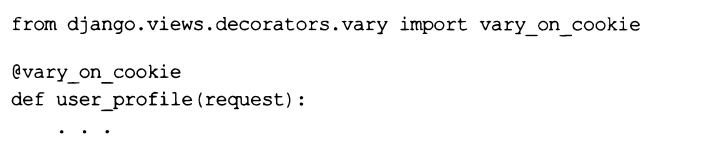 from django.views.decorators.vary import vary_on_cookie
@vary_on_cookie
def user_profile(request):
    . . .